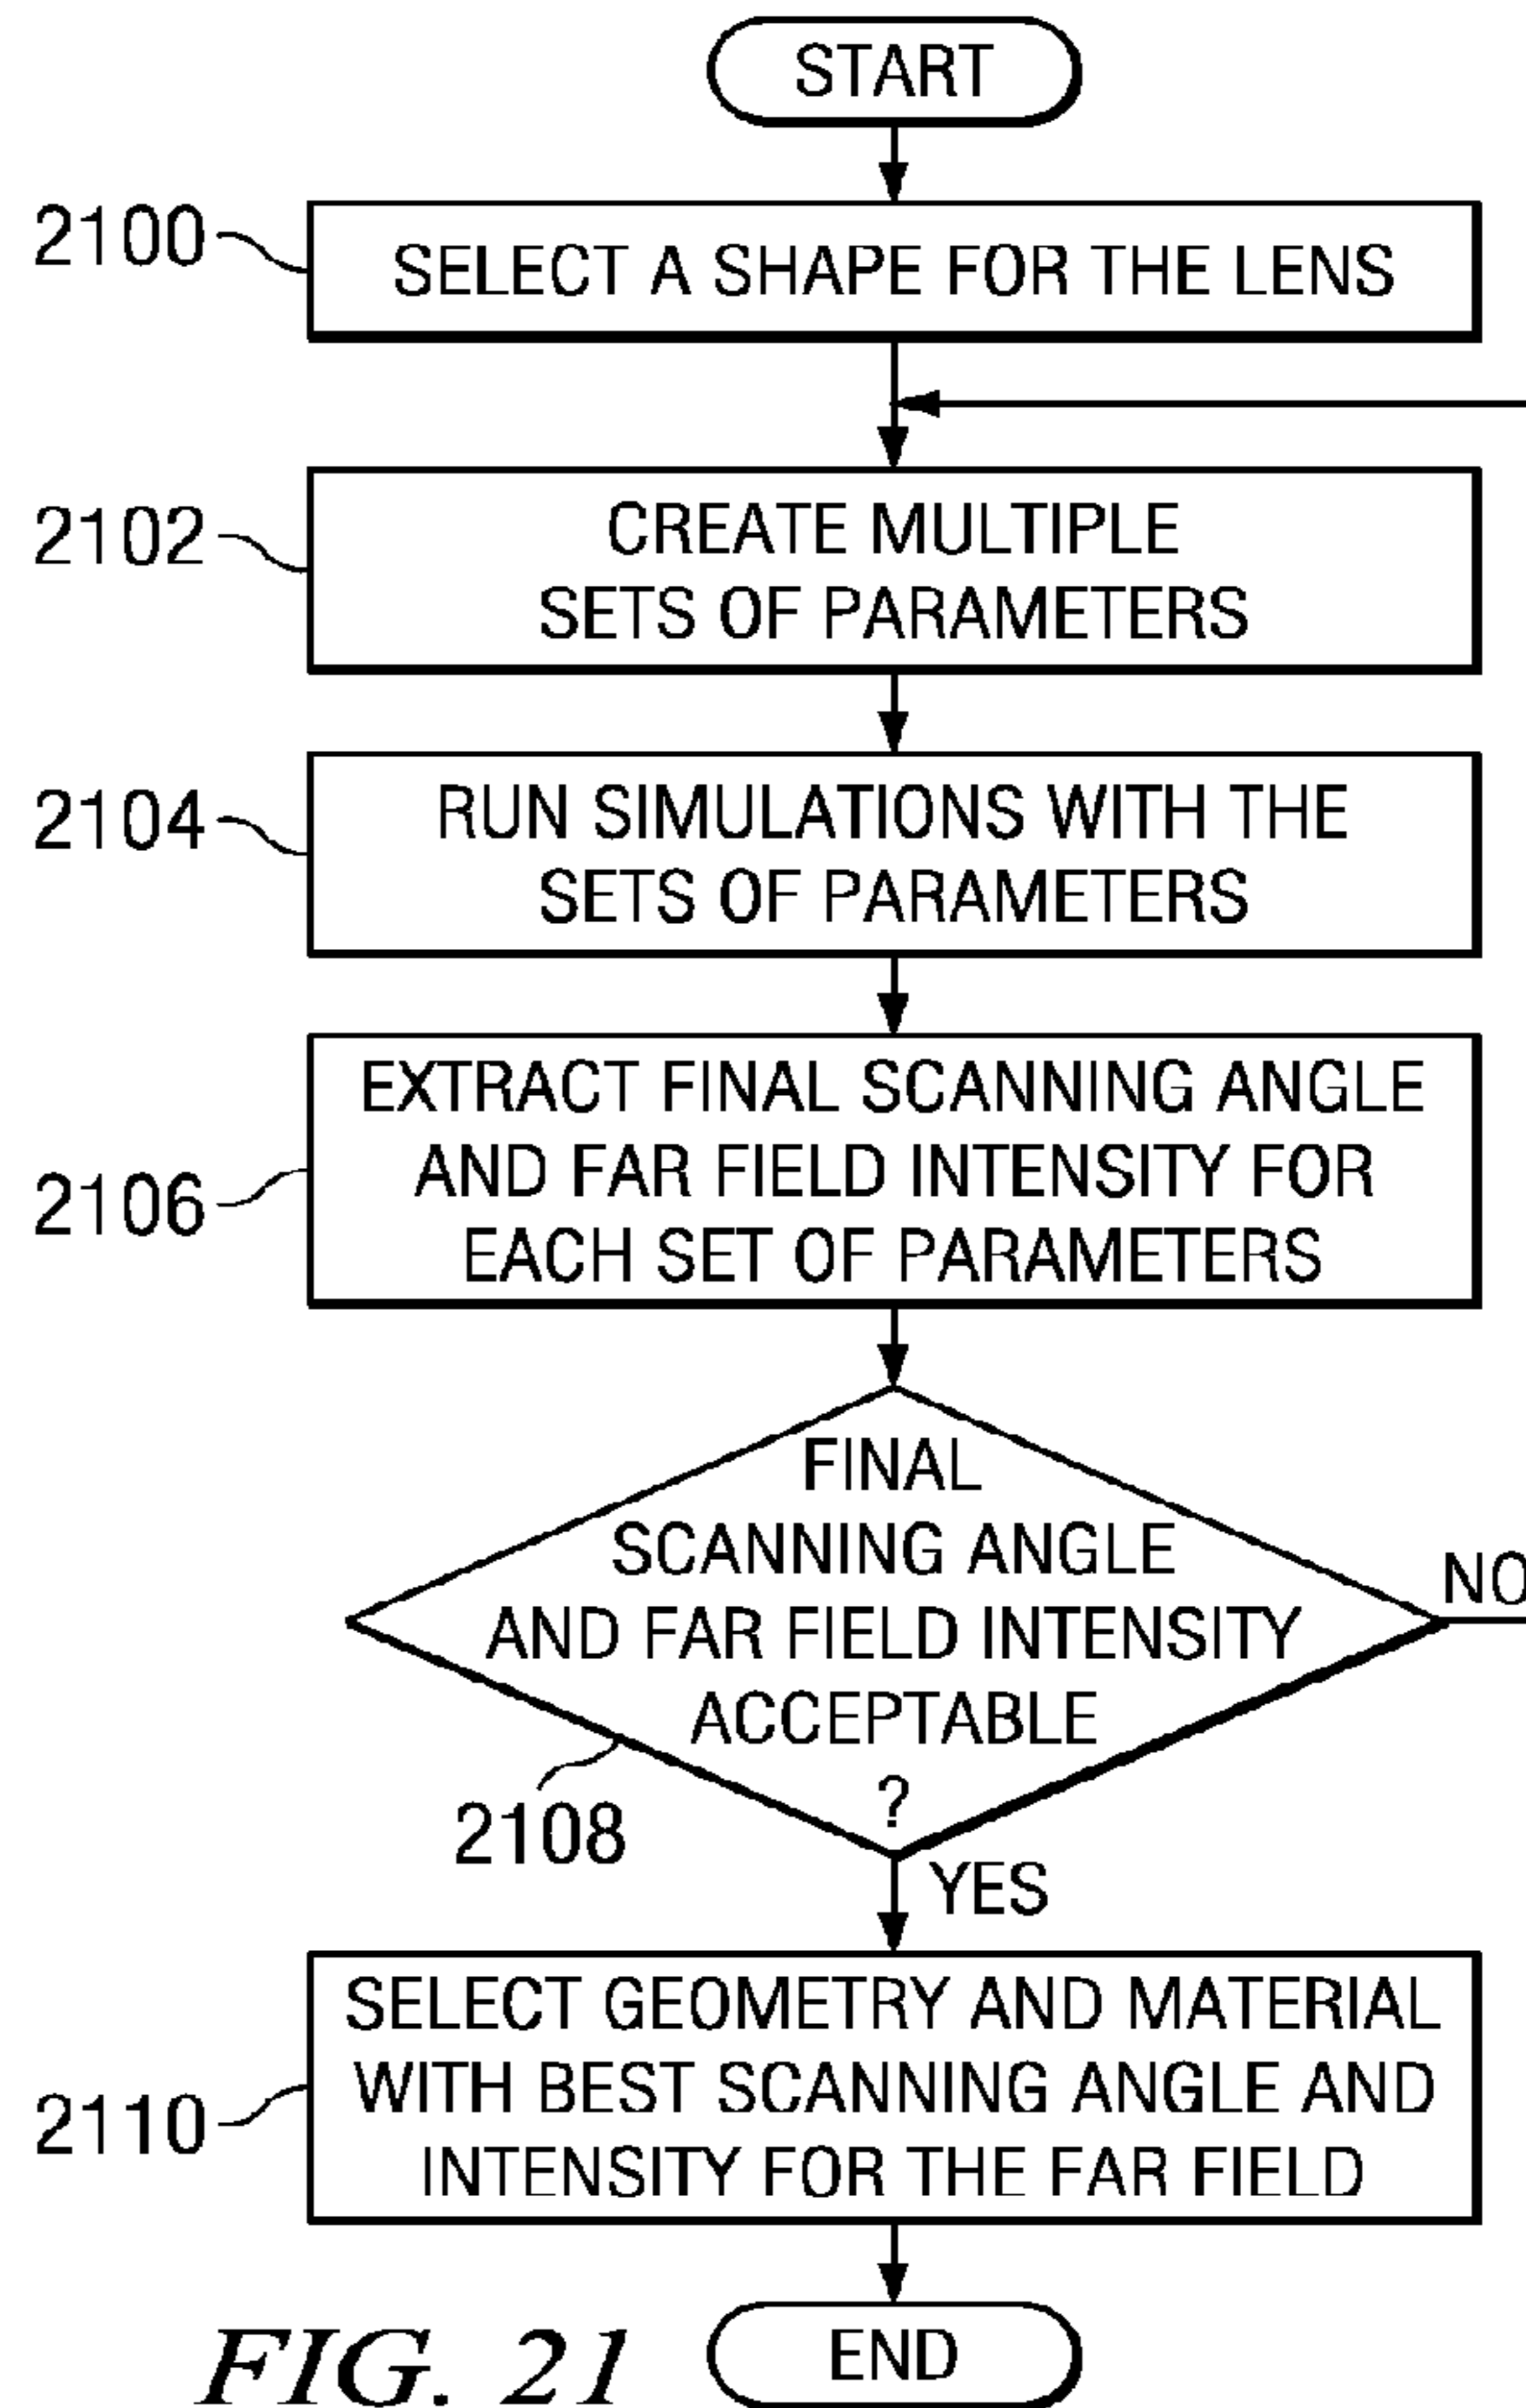 START
2100
SELECT A SHAPE FOR THE LENS
2102
CREATE MULTIPLE
SETS OF PARAMETERS
2104
RUN SIMULATIONS WITH THE
SETS OF PARAMETERS
2106
EXTRACT FINAL SCANNING ANGLE
AND FAR FIELD INTENSITY FOR
EACH SET OF PARAMETERS
FINAL
SCANNING ANGLE
AND FAR FIELD INTENSITY
ACCEPTABLE
?
NO
2108
YES
2110
SELECT GEOMETRY AND MATERIAL
WITH BEST SCANNING ANGLE AND
INTENSITY FOR THE FAR FIELD
END
FIG. 21